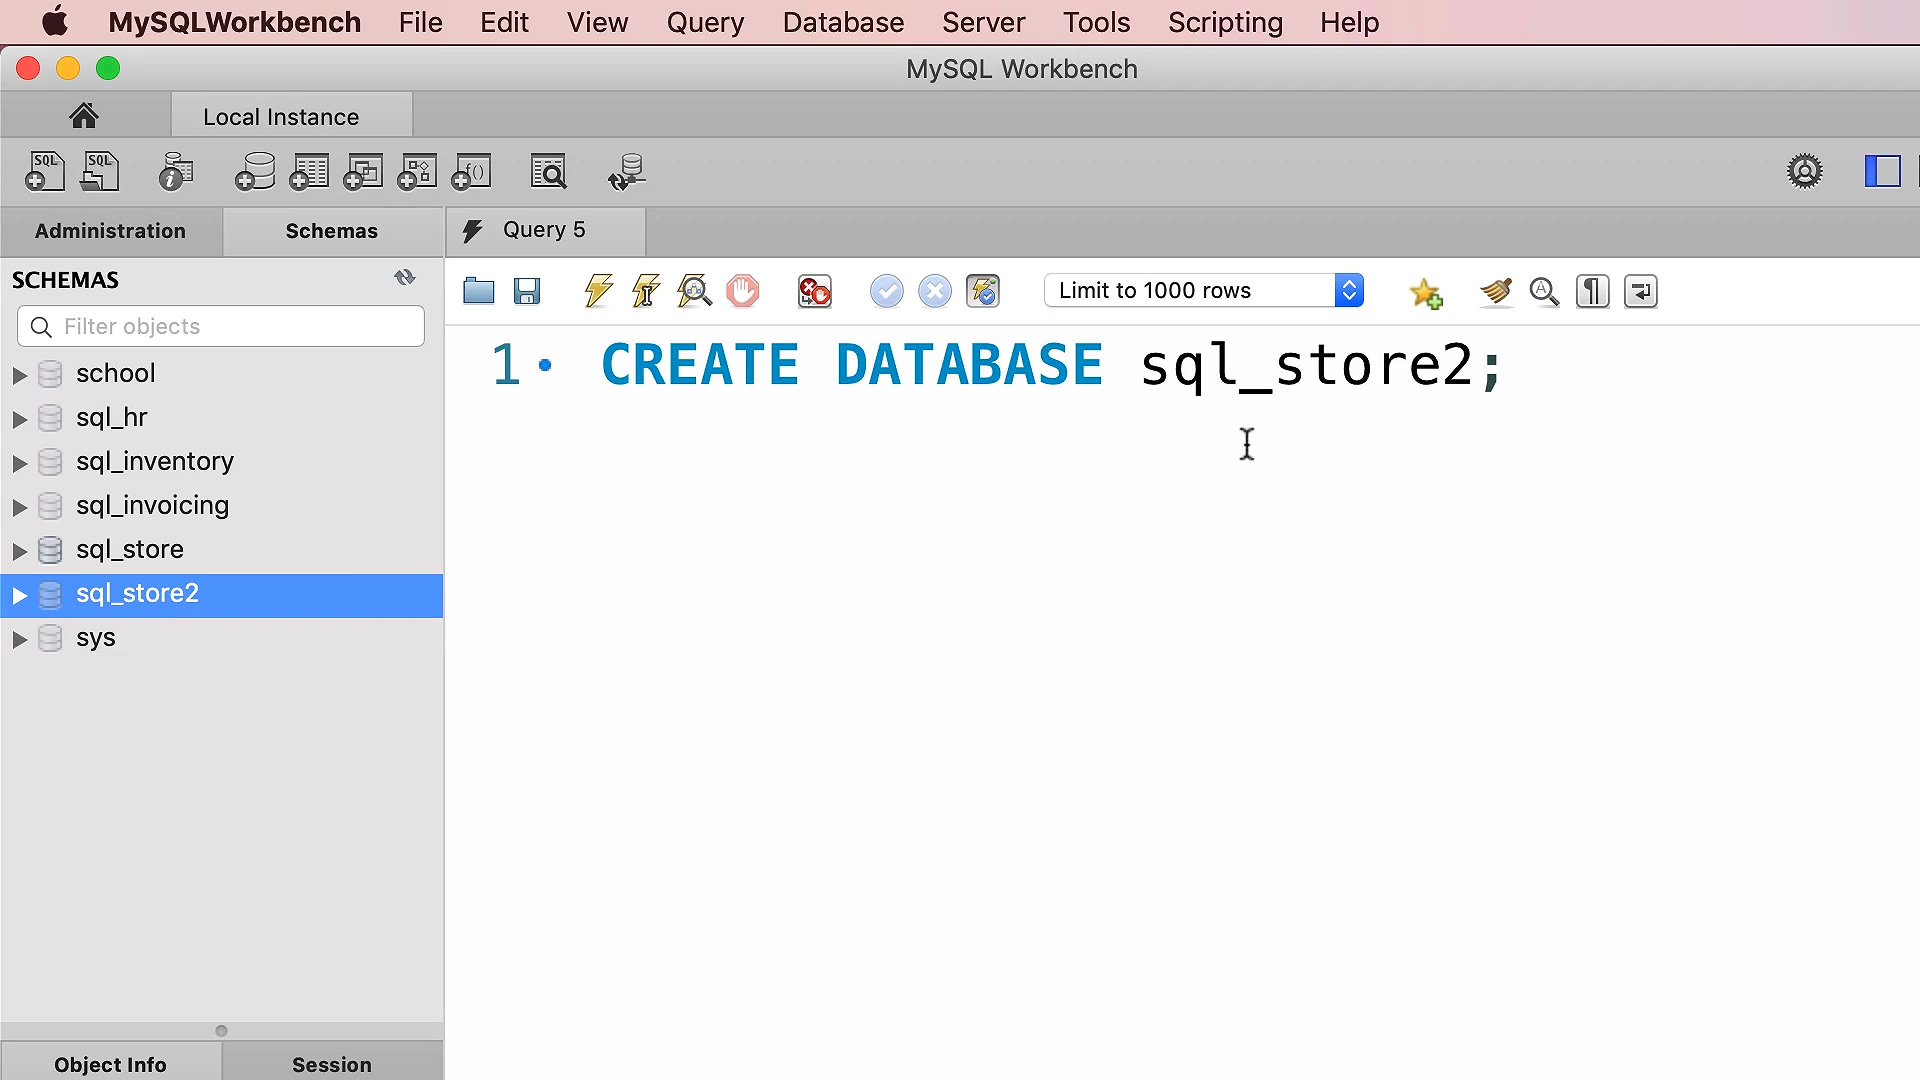 MySQLWorkbench File Edit View Query Database Server Tools Scripting Help
MySQL Workbench
Local Instance
SQL SQL i f()
Administration Schemas Query 5
SCHEMAS
Limit to 1000 rows
Filter objects
1 CREATE DATABASE sql_store2;
school
sql_hr
sql_inventory
sql_invoicing
sql_store
sql_store2
sys
Object Info Session